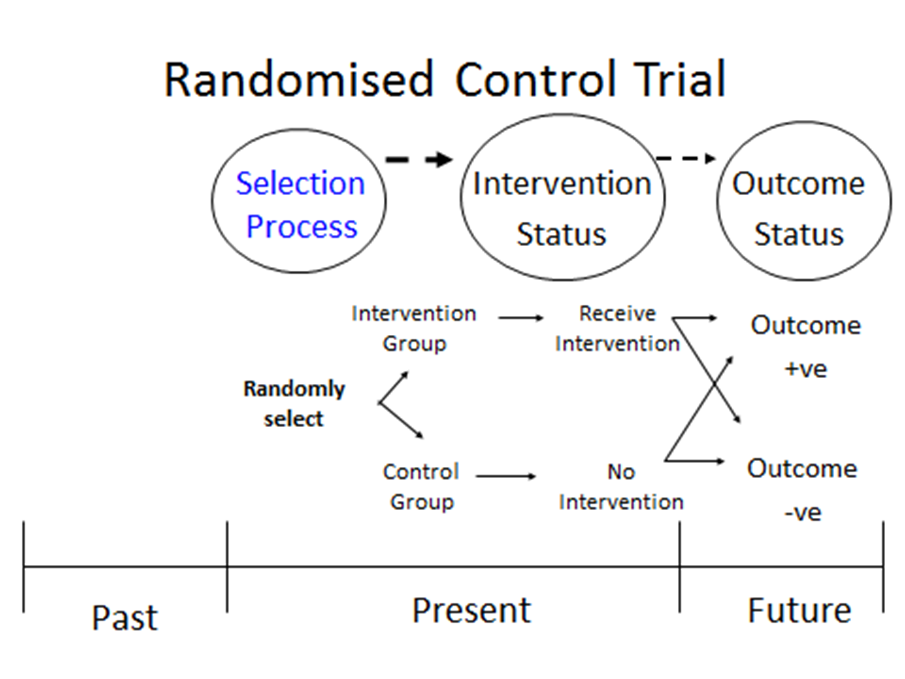 Randomised Control Trial
Selection
Process
Intervention
Status
Outcome
Status
Intervention
Group
Receive
Intervention
Outcome
+ve
Randomly
select
Control
Group
No
Intervention
Outcome
-ve
Past
Present
Future